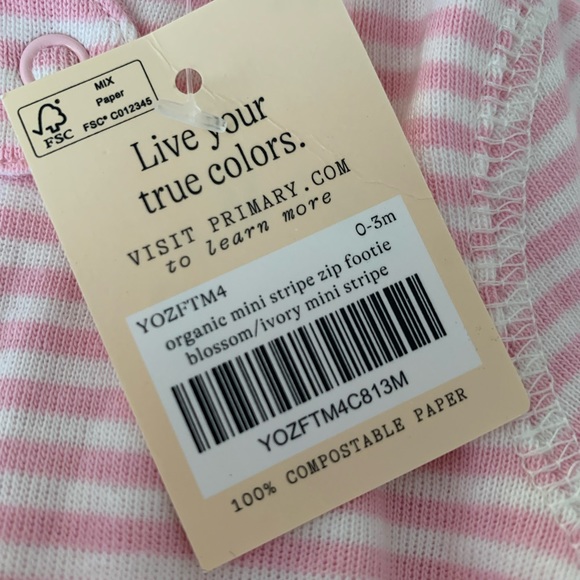 MIX
Paper
FSC® C012345
FSC
Live your
true colors.
VISIT PRIMARY.COM
to learn more
0-3m
YOZFTM4
organic mini stripe zip footie
blossom/ivory mini stripe
YOZFTM4C813M
100% COMPOSTABLE PAPER